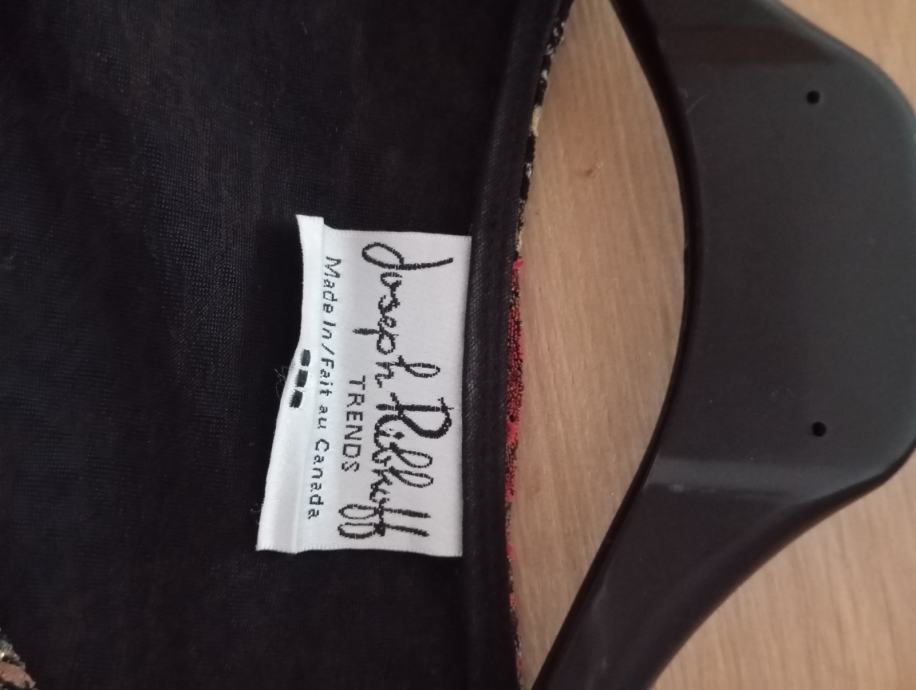 Joseph Ribkoff
TRENDS
Made In/Fait au Canada